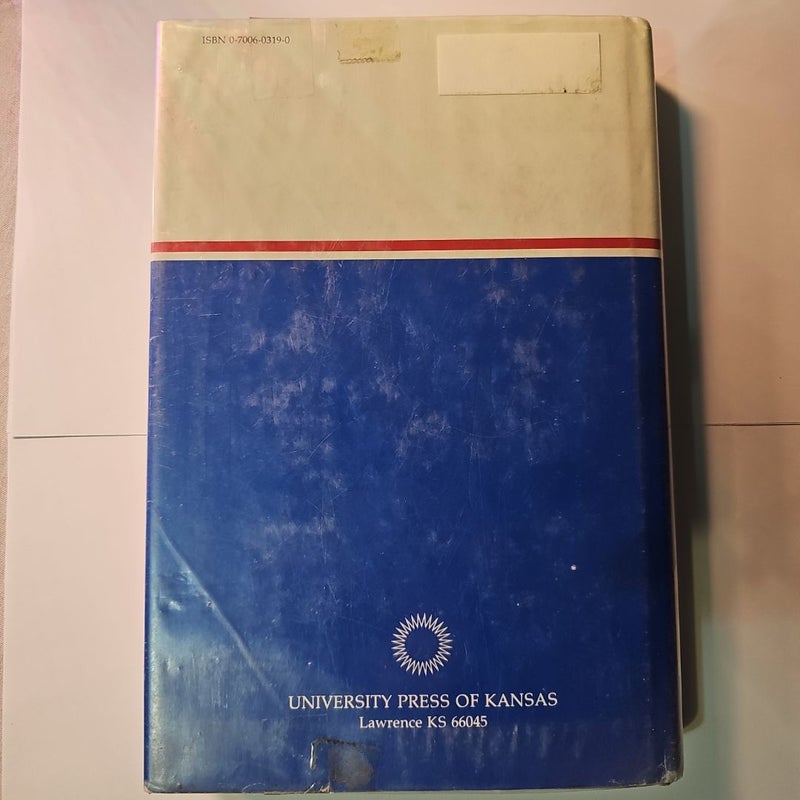 ISBN 0-7006-0319-0
UNIVERSITY PRESS OF KANSAS
Lawrence KS 66045